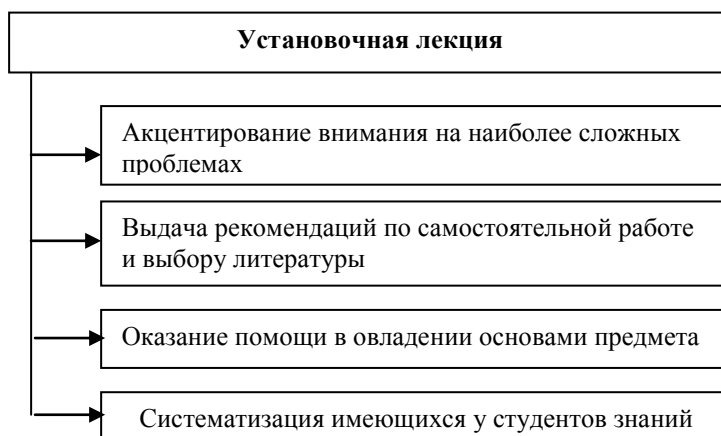 Установочная лекция
Акцентирование внимания на наиболее сложных
проблемах
Выдача рекомендаций по самостоятельной работе
и выбору литературы
Оказание помощи в овладении основами предмета
Систематизация имеющихся у студентов знаний